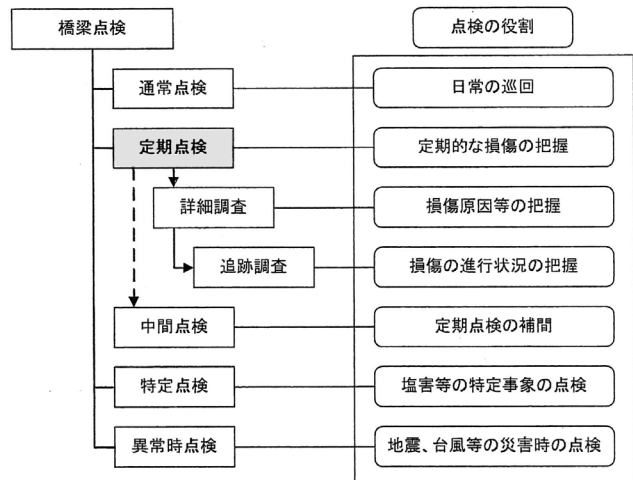 橋梁点検
点検の役割
通常点検
日常の巡回
定期点検
定期的な損傷の把握
詳細調査
損傷原因等の把握
追跡調査
損傷の進行状況の把握
中間点検
定期点検の補間
特定点検
塩害等の特定事象の点検
異常時点検
地震、台風等の災害時の点検